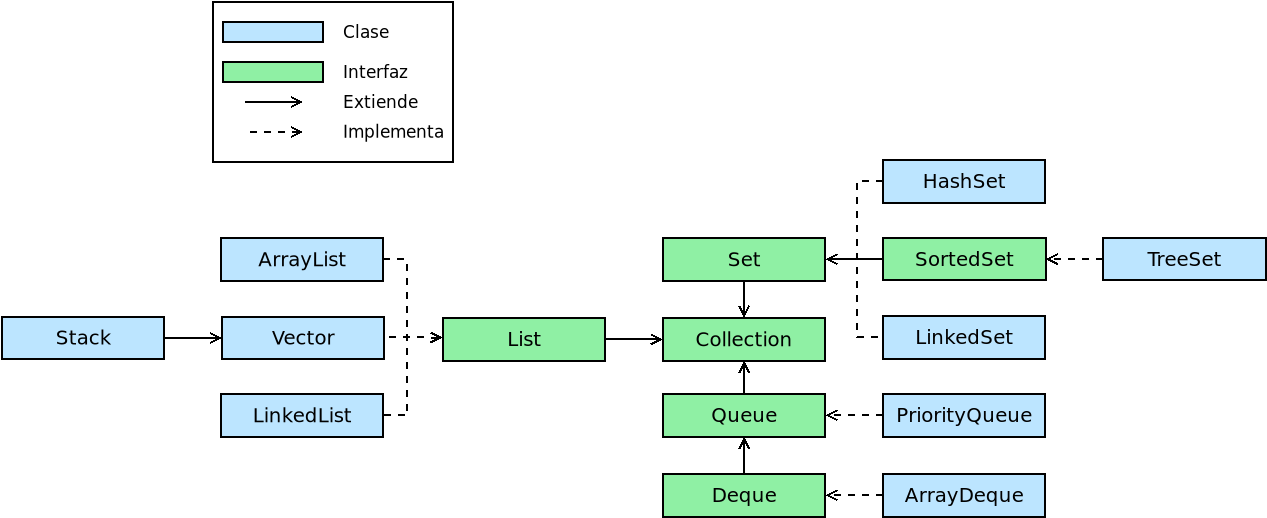 Clase
Interfaz
Extiende
Implementa
HashSet
ArrayList
Set
SortedSet
TreeSet
Stack
Vector
List
Collection
LinkedSet
LinkedList
Queue
PriorityQueue
Deque
ArrayDeque